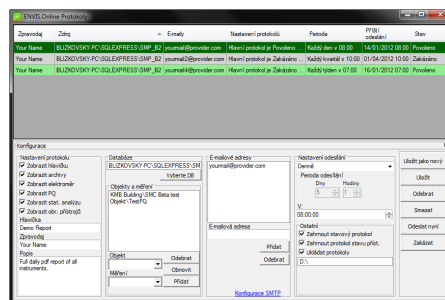 ENVIS.Online Protokoly
Zpravodaj Zdroj E-maily Nastavení protokolů Perioda Příští odeslání Stav
Your Name BLIZKOVSKY-PC\SQLEXPRESS\SMP_B2 yourmail@provider.com Hlavní protokol je Povoleno ... Každý den v 08:00 14/01/2012 08:00 Povoleno
Your Name BLIZKOVSKY-PC\SQLEXPRESS\SMP_B2 yourmail2@provider.com Hlavní protokol je Zakázáno ... Každý kvartál v 10:00 01/04/2012 10:00 Zakázáno
Your Name BLIZKOVSKY-PC\SQLEXPRESS\SMP_B2 yourmail4@provider.com Hlavní protokol je Zakázáno ... Každý týden v 07:00 16/01/2012 07:00 Povoleno
Konfigurace
Nastavení protokolu
Zobrazit hlavičku
Zobrazit archivy
Zobrazit elektroměr
Zobrazit PQ
Zobrazit stat. analýzu
Zobrazit obr. přístrojů
Hlavička
Demo Report
Zpravodaj
Your Name
Popis
Full daily pdf report of all
instruments,
Databáze
BLIZKOVSKY-PC\SQLEXPRESS\SM
Vyberte DB
Objekty a měření
KMB Building\SMC Beta test
Objekt\TestPQ
Objekt
Odebrat
Obnovit
Měření
Přidat
E-mailové adresy
yourmail@provider.com
E-mailová adresa
Přidat
Odebrat
Konfigurace SMTP
Nastavení odesílání
Denně
Perioda odesílání
Dny Hodiny
5 1
V:
08:00:00
Ostatní
Zahrnout stavový protokol
Zahrnout protokol stavu příst.
Ukládat protokoly
D:\
Uložit jako nový
Uložit
Odebrat
Smazat
Odeslat nyní
Zakázat